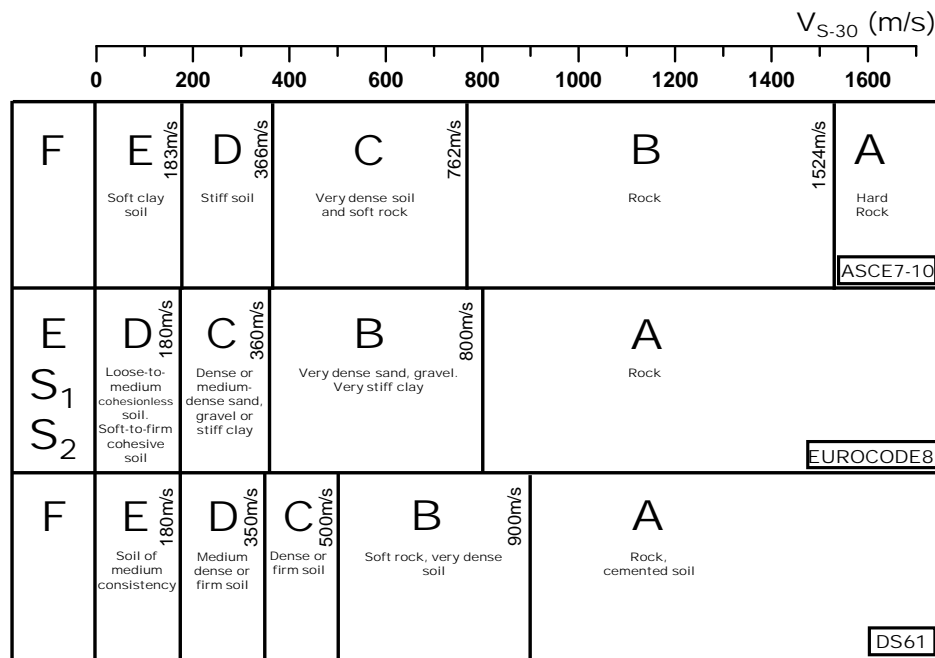 V_S-30 (m/s)
0 200 400 600 800 1000 1200 1400 1600
F
E
183m/s
Soft clay
soil
D
366m/s
Stiff soil
C
762m/s
Very dense soil
and soft rock
B
1524m/s
Rock
A
Hard
Rock
ASCE7-10
E
S1
S2
D
180m/s
Loose-to-
medium
cohesionless
soil.
Soft-to-firm
cohesive
soil
C
360m/s
Dense or
medium-
dense sand,
gravel or
stiff clay
B
800m/s
Very dense sand, gravel.
Very stiff clay
A
Rock
EUROCODE8
F
E
180m/s
Soil of
medium
consistency
D
350m/s
Medium
dense or
firm soil
C
500m/s
Dense or
firm soil
B
900m/s
Soft rock, very dense
soil
A
Rock,
cemented soil
DS61